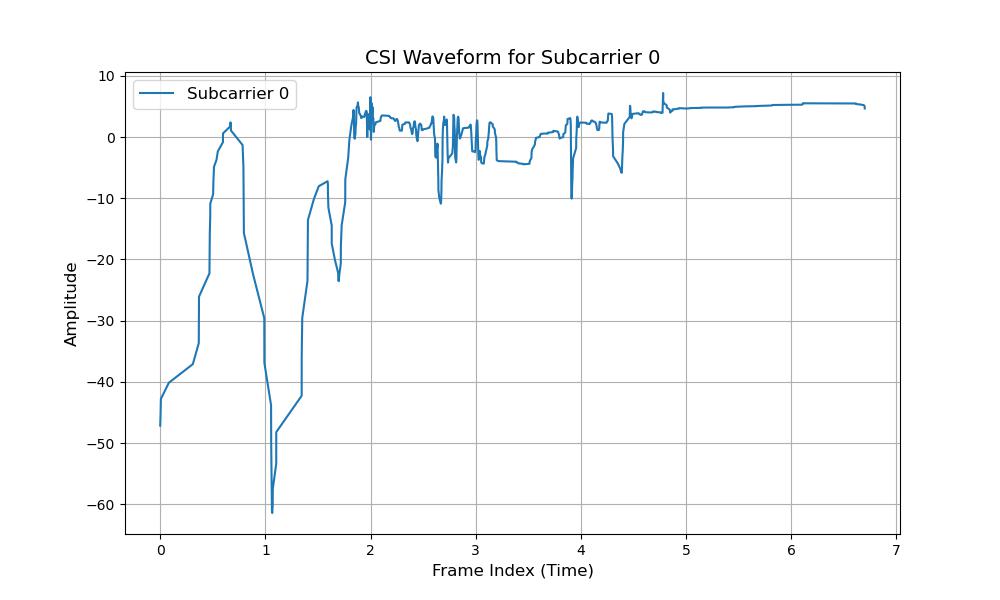 CSI Waveform for Subcarrier 0
Subcarrier 0
Amplitude
10
0
−10
−20
−30
−40
−50
−60
0 1 2 3 4 5 6 7
Frame Index (Time)